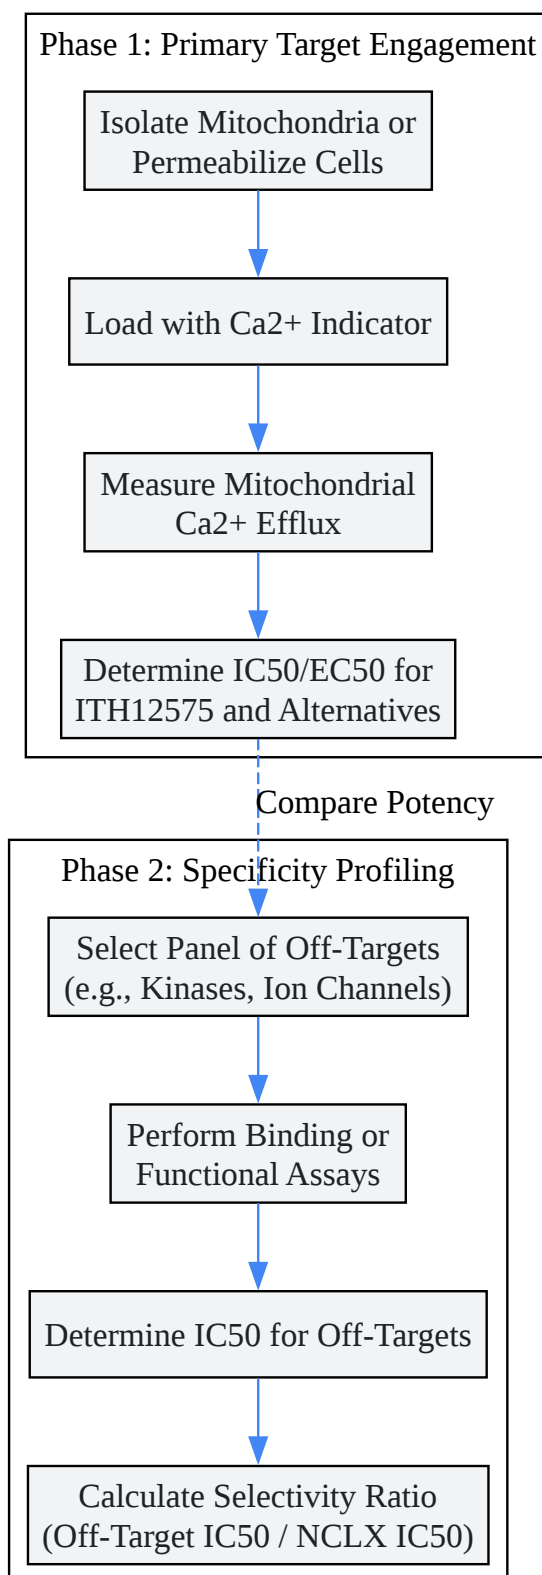 Phase 1: Primary Target Engagement
Isolate Mitochondria or
Permeabilize Cells
Load with Ca2+ Indicator
Measure Mitochondrial
Ca2+ Efflux
Determine IC50/EC50 for
ITH12575 and Alternatives
Compare Potency
Phase 2: Specificity Profiling
Select Panel of Off-Targets
(e.g., Kinases, Ion Channels)
Perform Binding or
Functional Assays
Determine IC50 for Off-Targets
Calculate Selectivity Ratio
(Off-Target IC50 / NCLX IC50)